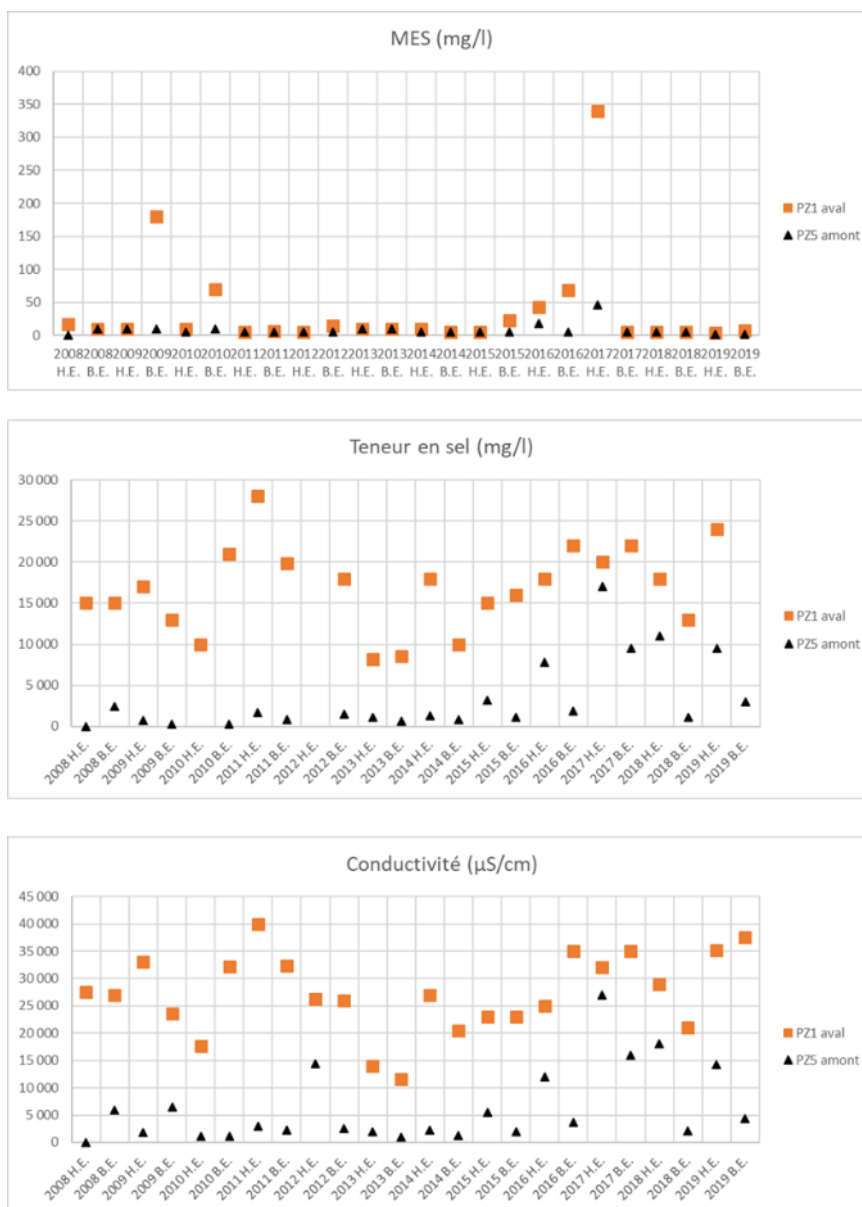 MES (mg/l)
400
350
300
250
200
150
100
50
0
2008 2008 2009 2009 2010 2010 2011 2011 2012 2012 2013 2013 2014 2014 2015 2015 2016 2016 2017 2017 2018 2018 2019 2019
H.E. B.E. H.E. B.E. H.E. B.E. H.E. B.E. H.E. B.E. H.E. B.E. H.E. B.E. H.E. B.E. H.E. B.E. H.E. B.E. H.E. B.E. H.E. B.E.
PZ1 aval
PZ5 amont
Teneur en sel (mg/l)
30 000
25 000
20 000
15 000
10 000
5 000
0
2008 H.E. 2008 B.E. 2009 H.E. 2009 B.E. 2010 H.E. 2010 B.E. 2011 H.E. 2011 B.E. 2012 H.E. 2012 B.E. 2013 H.E. 2013 B.E. 2014 H.E. 2014 B.E. 2015 H.E. 2015 B.E. 2016 H.E. 2016 B.E. 2017 H.E. 2017 B.E. 2018 H.E. 2018 B.E. 2019 H.E. 2019 B.E.
PZ1 aval
PZ5 amont
Conductivité (µS/cm)
45 000
40 000
35 000
30 000
25 000
20 000
15 000
10 000
5 000
0
2008 H.E. 2008 B.E. 2009 H.E. 2009 B.E. 2010 H.E. 2010 B.E. 2011 H.E. 2011 B.E. 2012 H.E. 2012 B.E. 2013 H.E. 2013 B.E. 2014 H.E. 2014 B.E. 2015 H.E. 2015 B.E. 2016 H.E. 2016 B.E. 2017 H.E. 2017 B.E. 2018 H.E. 2018 B.E. 2019 H.E. 2019 B.E.
PZ1 aval
PZ5 amont